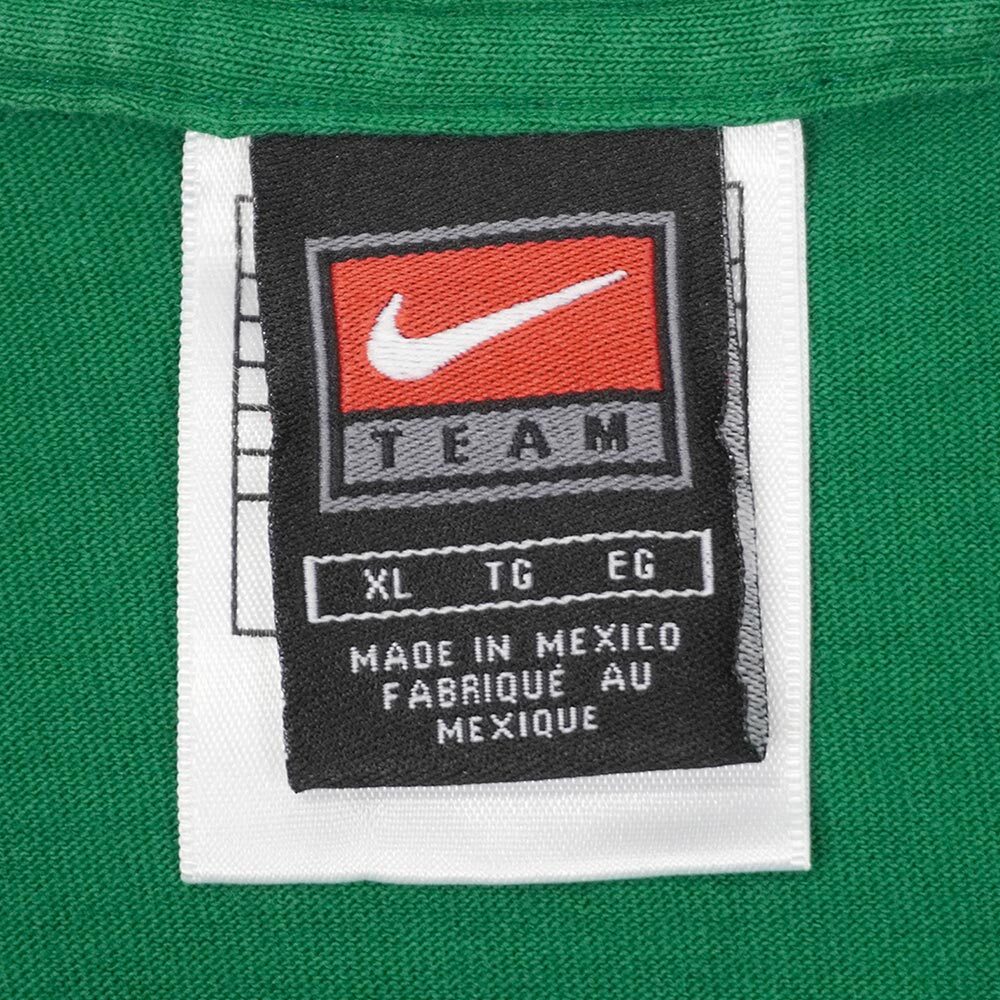 TEAM
XL TG EG
MADE IN MEXICO
FABRIQUÉ AU
MEXIQUE